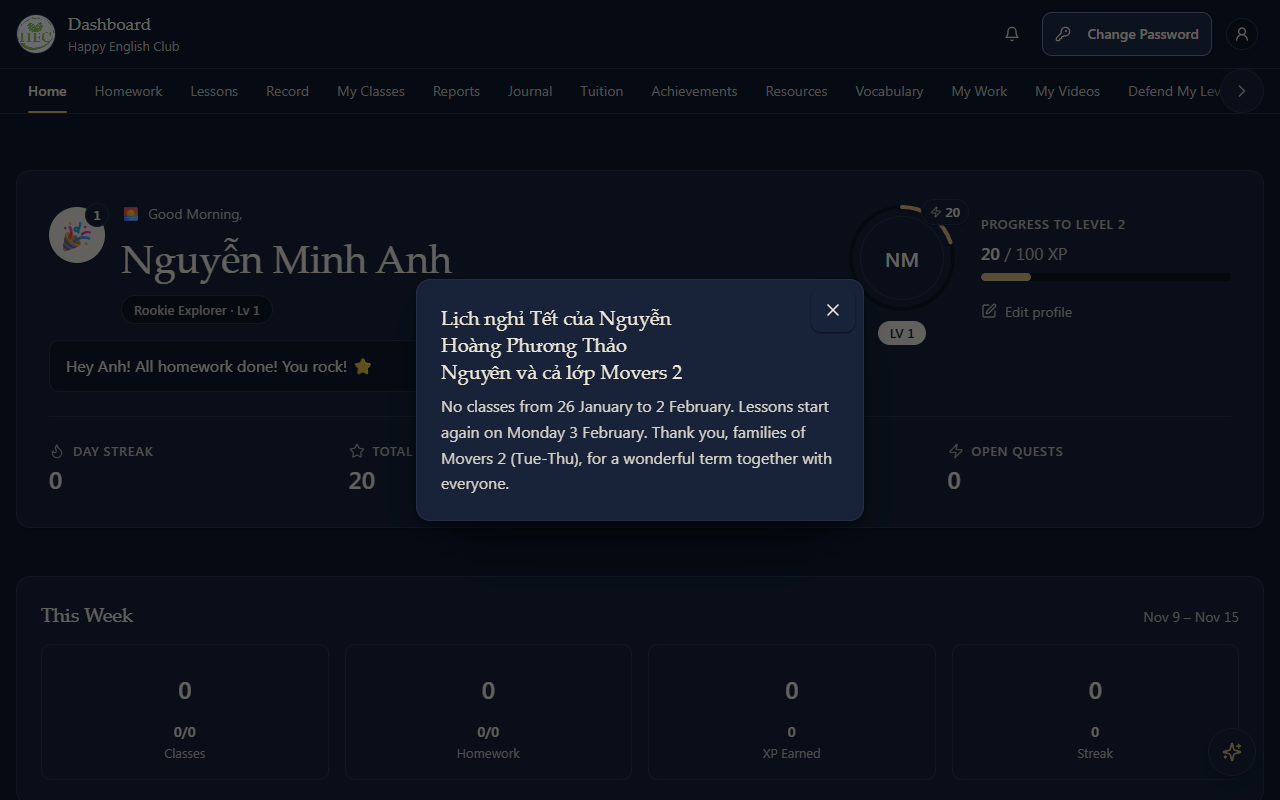 HEC
Dashboard
Happy English Club
Change Password
Home Homework Lessons Record My Classes Reports Journal Tuition Achievements Resources Vocabulary My Work My Videos Defend My Lev
1
Good Morning,
Nguyễn Minh Anh
Rookie Explorer · Lv 1
Hey Anh! All homework done! You rock! ⭐
20
NM
LV 1
PROGRESS TO LEVEL 2
20 / 100 XP
Edit profile
Lịch nghỉ Tết của Nguyễn
Hoàng Phương Thảo
Nguyên và cả lớp Movers 2
No classes from 26 January to 2 February. Lessons start
again on Monday 3 February. Thank you, families of
Movers 2 (Tue-Thu), for a wonderful term together with
everyone.
DAY STREAK
0
TOTAL
20
OPEN QUESTS
0
This Week
Nov 9 – Nov 15
0
0/0
Classes
0
0/0
Homework
0
0
XP Earned
0
0
Streak